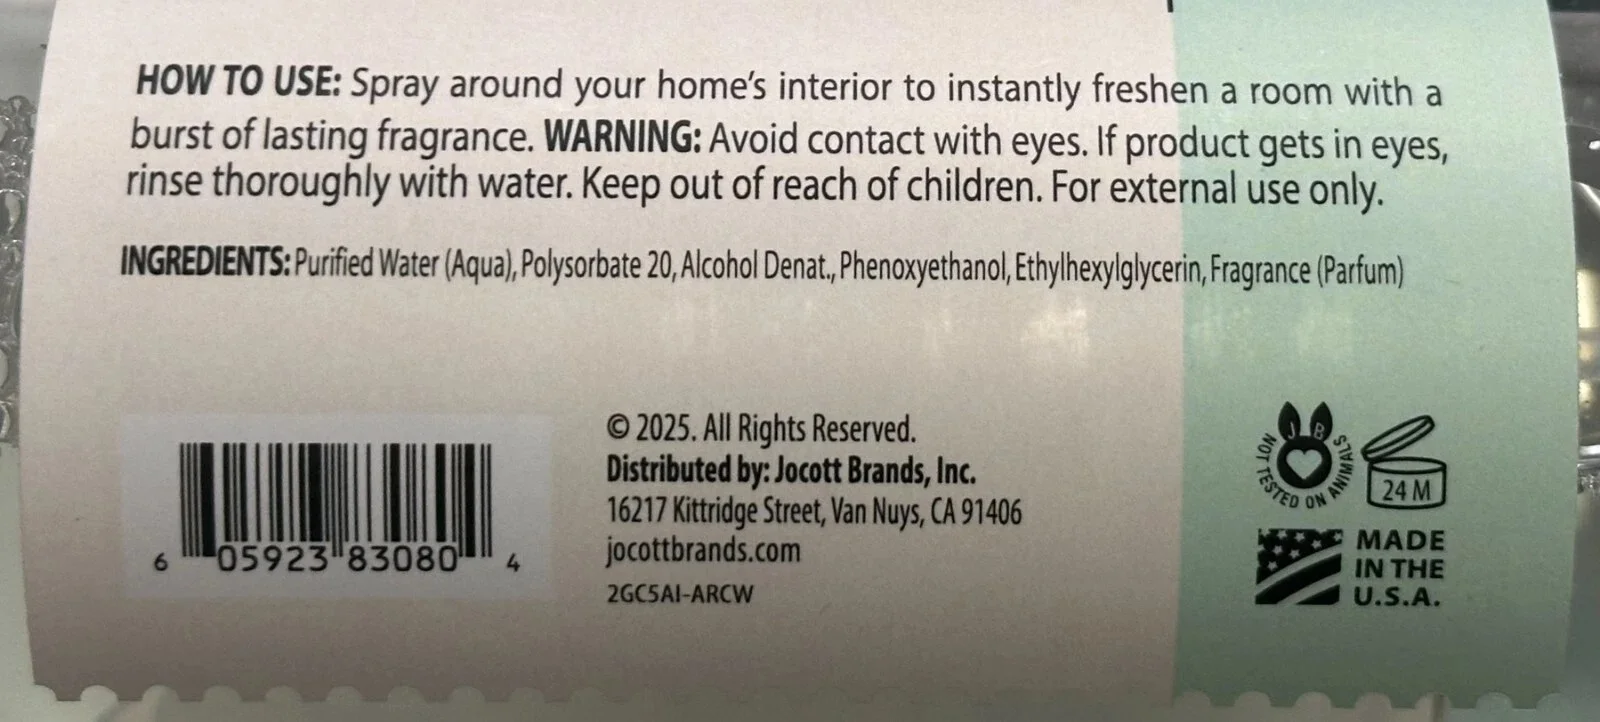 HOW TO USE: Spray around your home's interior to instantly freshen a room with a
burst of lasting fragrance. WARNING: Avoid contact with eyes. If product gets in eyes,
rinse thoroughly with water. Keep out of reach of children. For external use only.
INGREDIENTS: Purified Water (Aqua), Polysorbate 20, Alcohol Denat., Phenoxyethanol, Ethylhexylglycerin, Fragrance (Parfum)
6 05923 83080 4
© 2025. All Rights Reserved.
Distributed by: Jocott Brands, Inc.
16217 Kittridge Street, Van Nuys, CA 91406
jocottbrands.com
2GC5AI-ARCW
J B
NOT TESTED ON ANIMALS
24 M
MADE
IN THE
U.S.A.